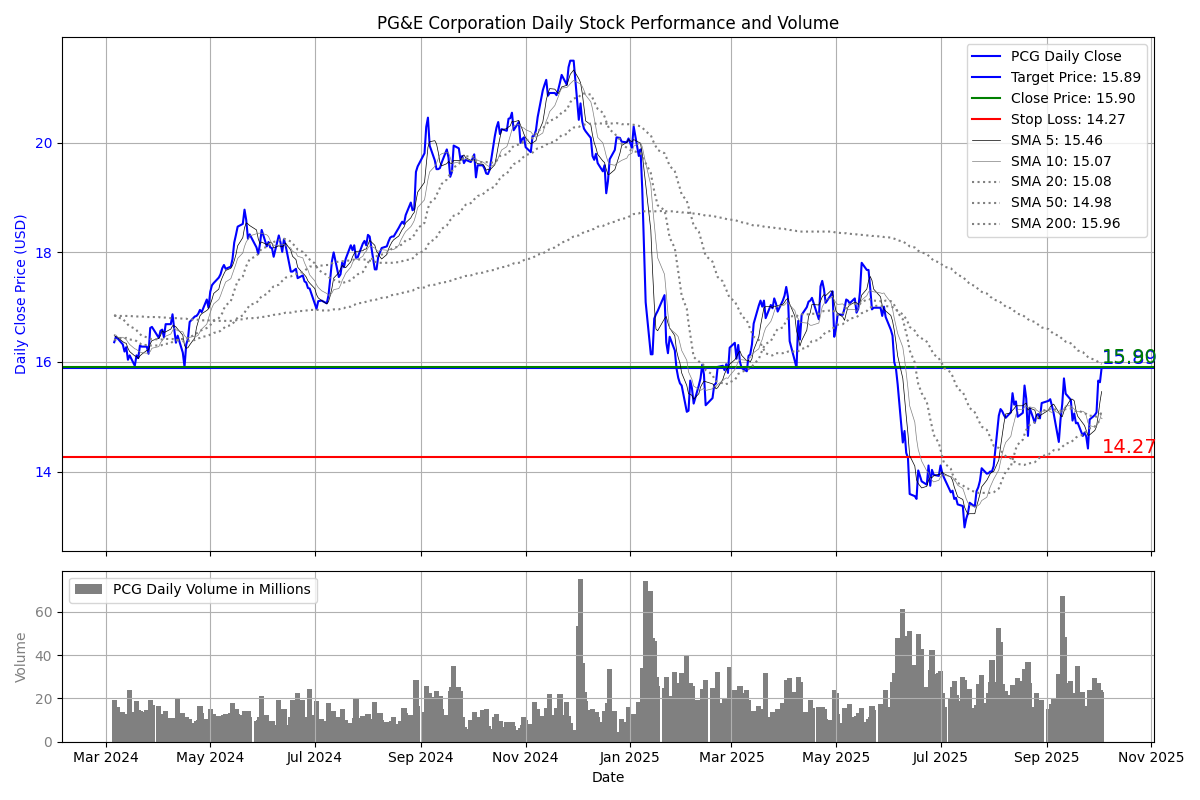 PG&E Corporation Daily Stock Performance and Volume
Daily Close Price (USD)
20
18
16
14
PCG Daily Close
Target Price: 15.89
Close Price: 15.90
Stop Loss: 14.27
SMA 5: 15.46
SMA 10: 15.07
SMA 20: 15.08
SMA 50: 14.98
SMA 200: 15.96
15.89
15.90
14.27
PCG Daily Volume in Millions
Volume
60
40
20
0
Mar 2024
May 2024
Jul 2024
Sep 2024
Nov 2024
Jan 2025
Mar 2025
May 2025
Jul 2025
Sep 2025
Nov 2025
Date